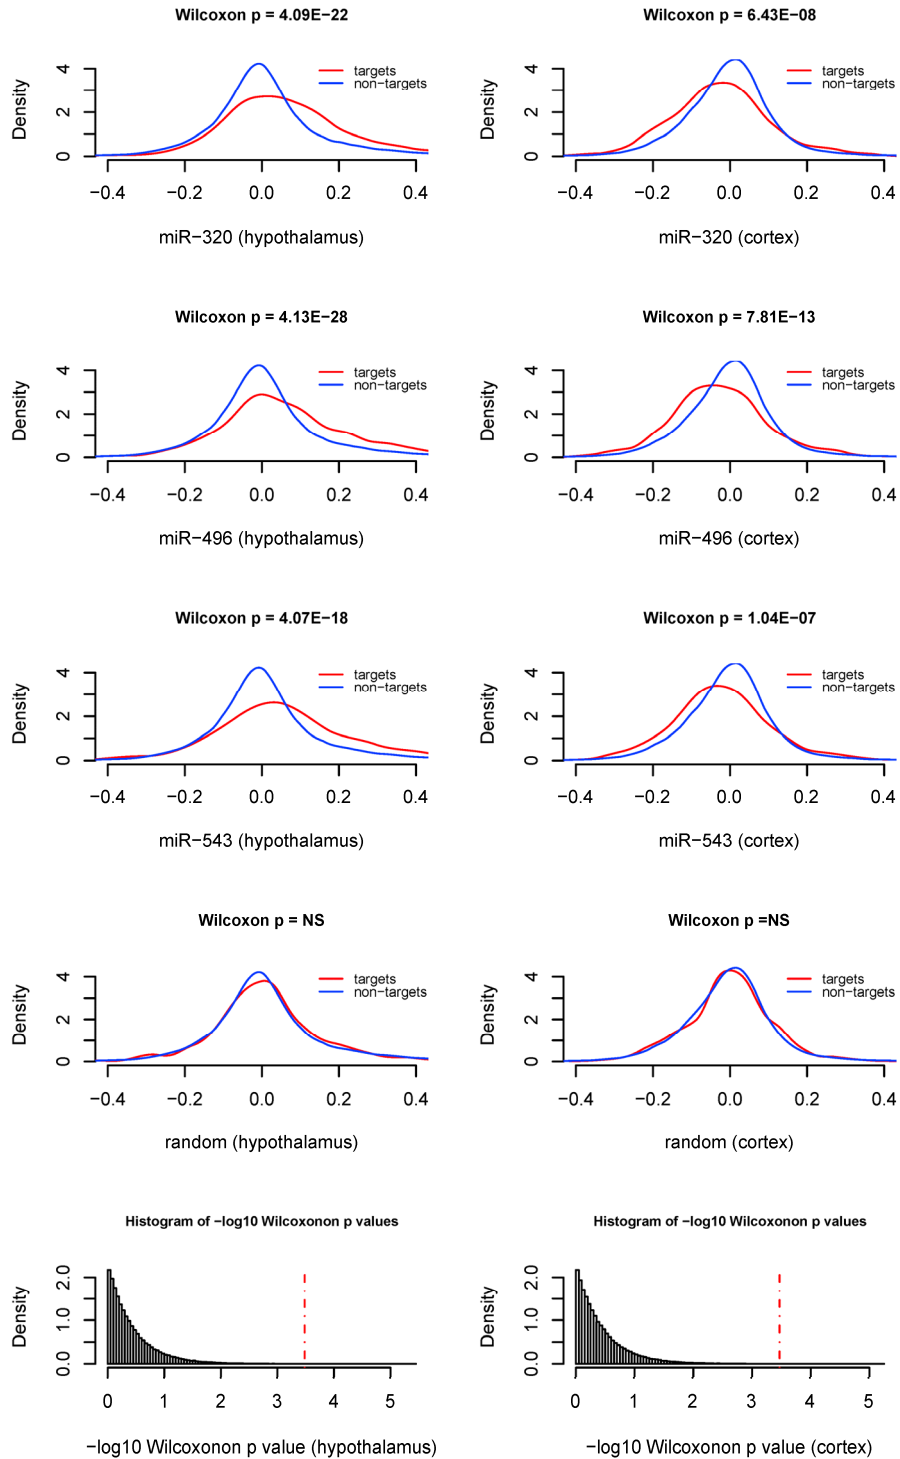 Wilcoxon p = 4.09E−22
Density
0 2 4
targets
non−targets
−0.4 −0.2 0.0 0.2 0.4
miR−320 (hypothalamus)
Wilcoxon p = 6.43E−08
Density
0 2 4
targets
non−targets
−0.4 −0.2 0.0 0.2 0.4
miR−320 (cortex)
Wilcoxon p = 4.13E−28
Density
0 2 4
targets
non−targets
−0.4 −0.2 0.0 0.2 0.4
miR−496 (hypothalamus)
Wilcoxon p = 7.81E−13
Density
0 2 4
targets
non−targets
−0.4 −0.2 0.0 0.2 0.4
miR−496 (cortex)
Wilcoxon p = 4.07E−18
Density
0 2 4
targets
non−targets
−0.4 −0.2 0.0 0.2 0.4
miR−543 (hypothalamus)
Wilcoxon p = 1.04E−07
Density
0 2 4
targets
non−targets
−0.4 −0.2 0.0 0.2 0.4
miR−543 (cortex)
Wilcoxon p = NS
Density
0 2 4
targets
non−targets
−0.4 −0.2 0.0 0.2 0.4
random (hypothalamus)
Wilcoxon p =NS
Density
0 2 4
targets
non−targets
−0.4 −0.2 0.0 0.2 0.4
random (cortex)
Histogram of −log10 Wilcoxonon p values
Density
0.0 1.0 2.0
0 1 2 3 4 5
−log10 Wilcoxonon p value (hypothalamus)
Histogram of −log10 Wilcoxonon p values
Density
0.0 1.0 2.0
0 1 2 3 4 5
−log10 Wilcoxonon p value (cortex)